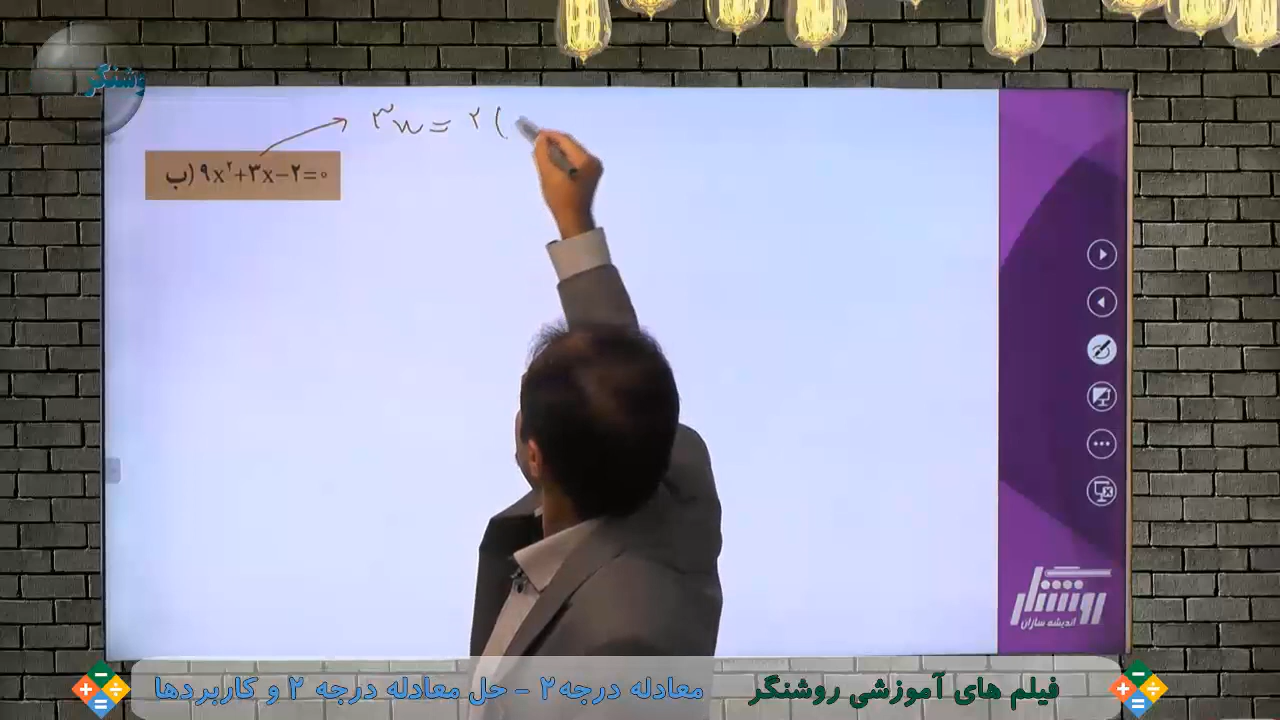 روشنگر
۳x = ۲(
ب) ۹x²+۳x−۲=۰
روشنگر
اندیشه سازان
فیلم های آموزشی روشنگر
معادله درجه۲ - حل معادله درجه ۲ و کاربردها